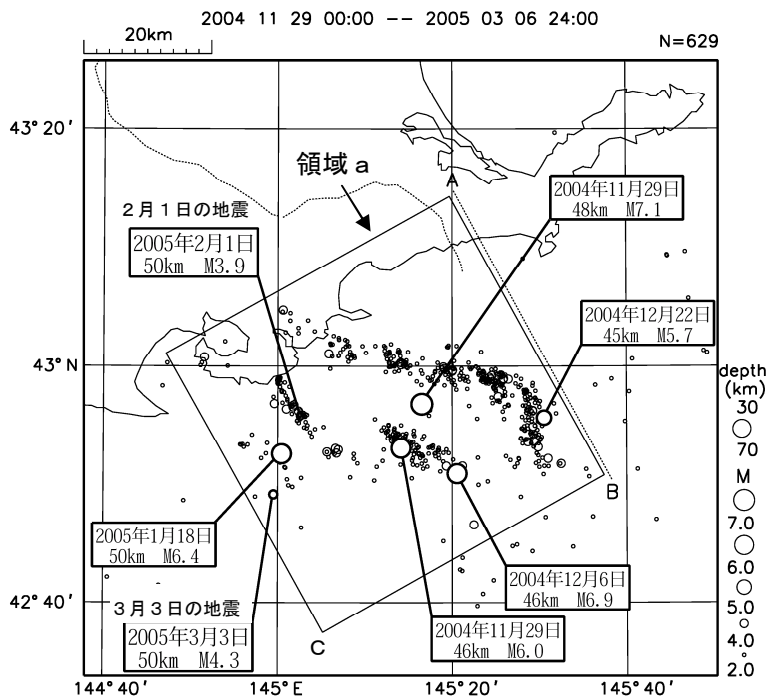 2004 11 29 00:00 -- 2005 03 06 24:00
20km
N=629
43°20'
領域a
A
2004年11月29日
48km M7.1
2月1日の地震
2005年2月1日
50km M3.9
2004年12月22日
45km M5.7
43°N
depth
(km)
30
70
M
7.0
6.0
5.0
4.0
2.0
B
2005年1月18日
50km M6.4
2004年12月6日
46km M6.9
42°40'
3月3日の地震
2005年3月3日
50km M4.3
2004年11月29日
46km M6.0
C
144°40'
145°E
145°20'
145°40'